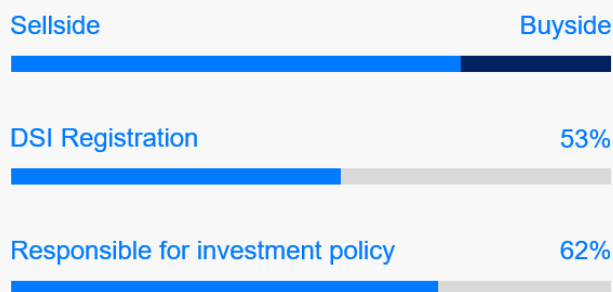 Sellside Buyside
DSI Registration 53%
Responsible for investment policy 62%